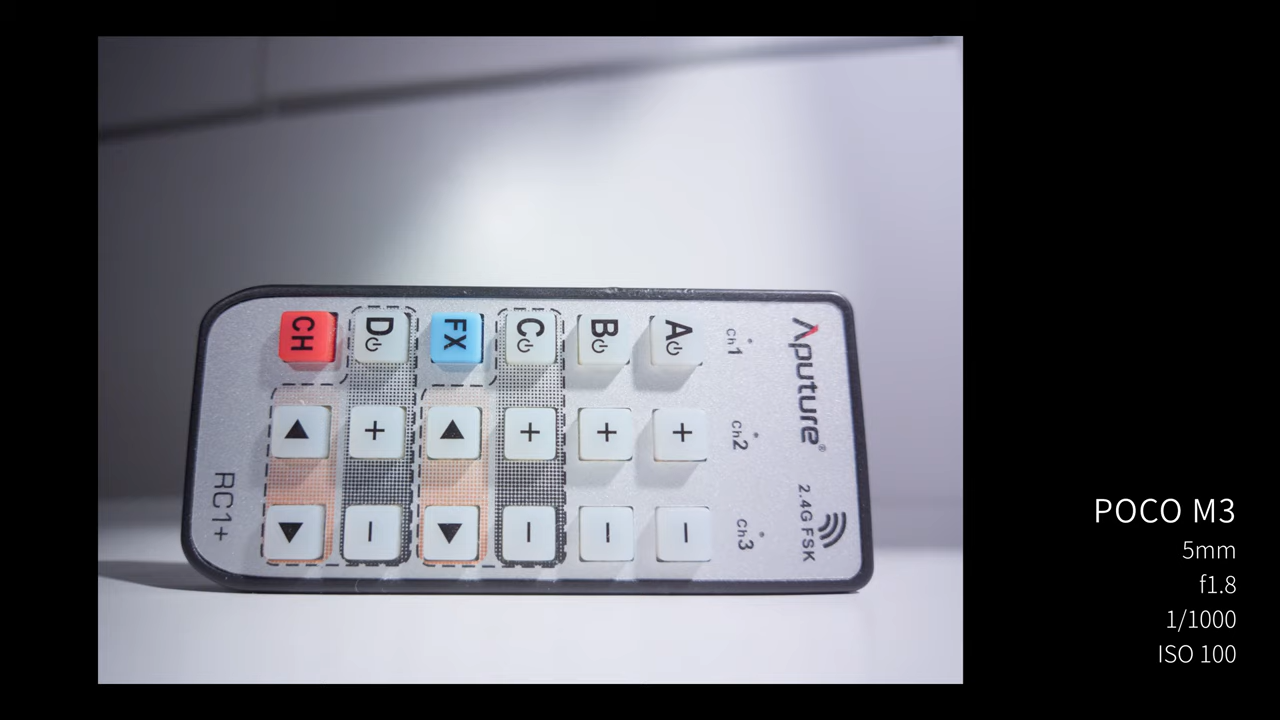 CH
D
FX
C
B
A
Ch1
Ch2
Ch3
+
+
+
+
-
-
-
-
Aputure®
2.4G FSK
RC1+
POCO M3
5mm
f1.8
1/1000
ISO 100